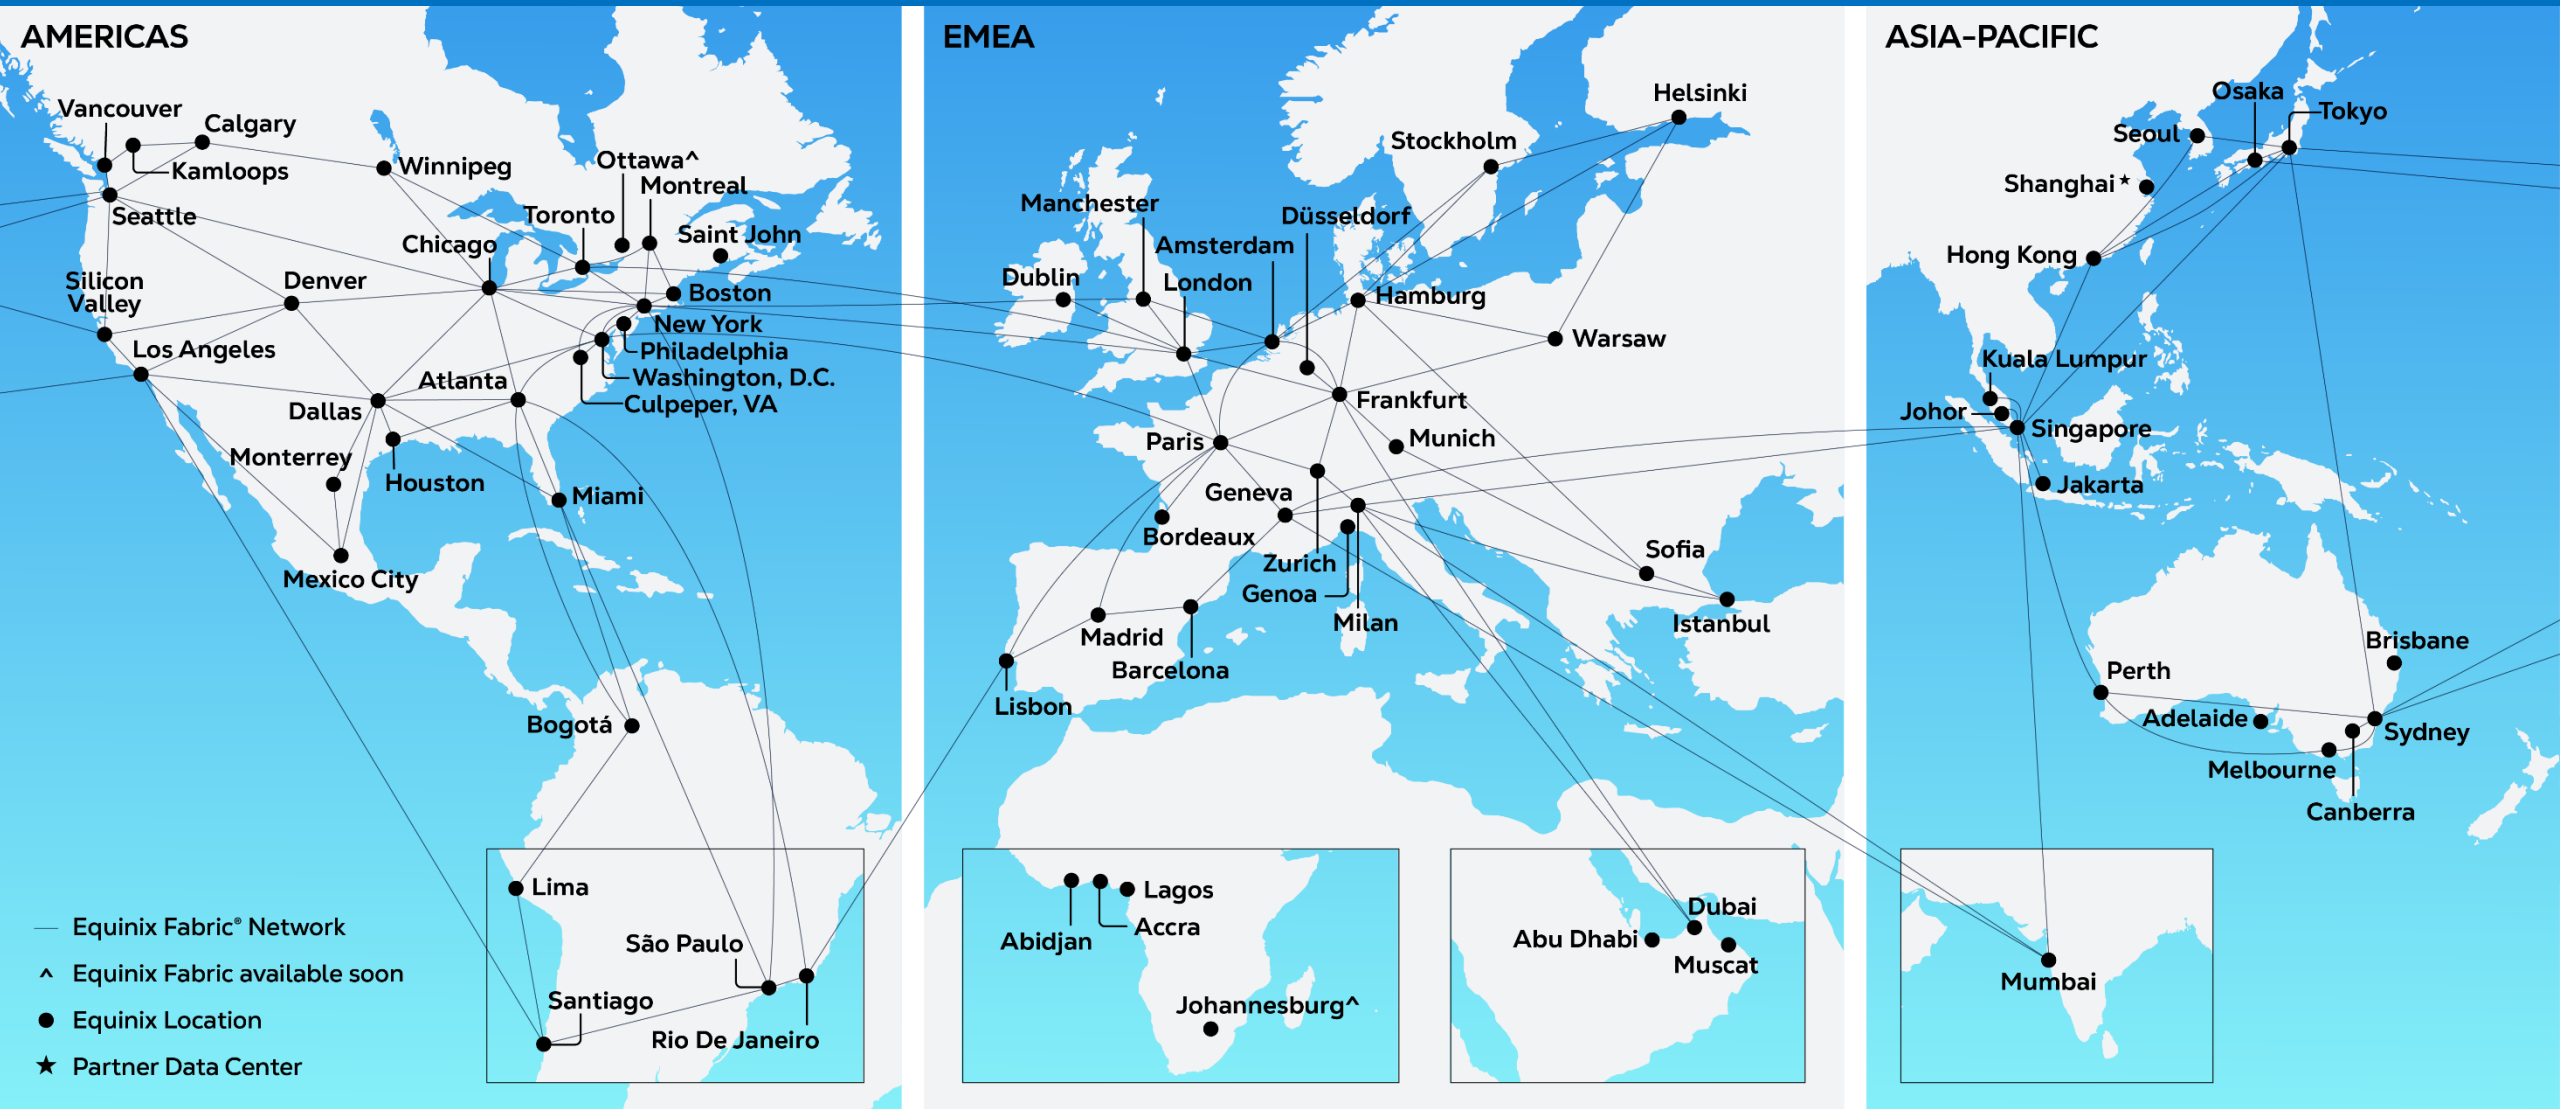 AMERICAS
Vancouver
Calgary
Kamloops
Winnipeg
Ottawa^
Montreal
Seattle
Toronto
Saint John
Chicago
Silicon
Valley
Denver
Boston
New York
Los Angeles
Philadelphia
Washington, D.C.
Atlanta
Culpeper, VA
Dallas
Monterrey
Houston
Miami
Mexico City
Bogotá
Lima
São Paulo
Santiago
Rio De Janeiro
— Equinix Fabric® Network
^ Equinix Fabric available soon
● Equinix Location
★ Partner Data Center
EMEA
Helsinki
Stockholm
Manchester
Düsseldorf
Amsterdam
Dublin
London
Hamburg
Warsaw
Frankfurt
Paris
Munich
Geneva
Bordeaux
Sofia
Zurich
Genoa
Milan
Istanbul
Madrid
Barcelona
Lisbon
Lagos
Accra
Abidjan
Johannesburg^
Dubai
Abu Dhabi
Muscat
ASIA-PACIFIC
Osaka
Tokyo
Seoul
Shanghai★
Hong Kong
Kuala Lumpur
Johor
Singapore
Jakarta
Brisbane
Perth
Adelaide
Sydney
Melbourne
Canberra
Mumbai